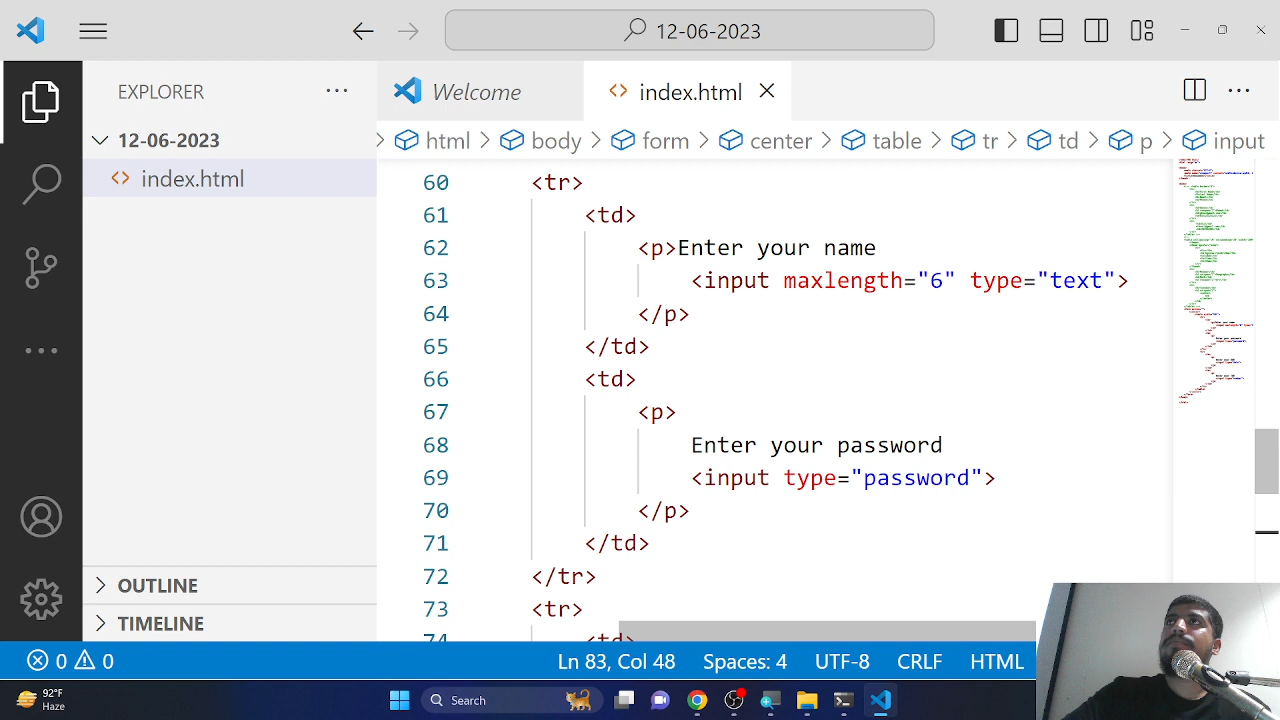 12-06-2023
EXPLORER
Welcome
index.html
12-06-2023
html > body > form > center > table > tr > td > p > input
index.html
60 <tr>
61 <td>
62 <p>Enter your name
63 <input maxlength="6" type="text">
64 </p>
65 </td>
66 <td>
67 <p>
68 Enter your password
69 <input type="password">
70 </p>
71 </td>
72 </tr>
73 <tr>
74 <td>
OUTLINE
TIMELINE
0 0 Ln 83, Col 48 Spaces: 4 UTF-8 CRLF HTML
92°F
Haze
Search